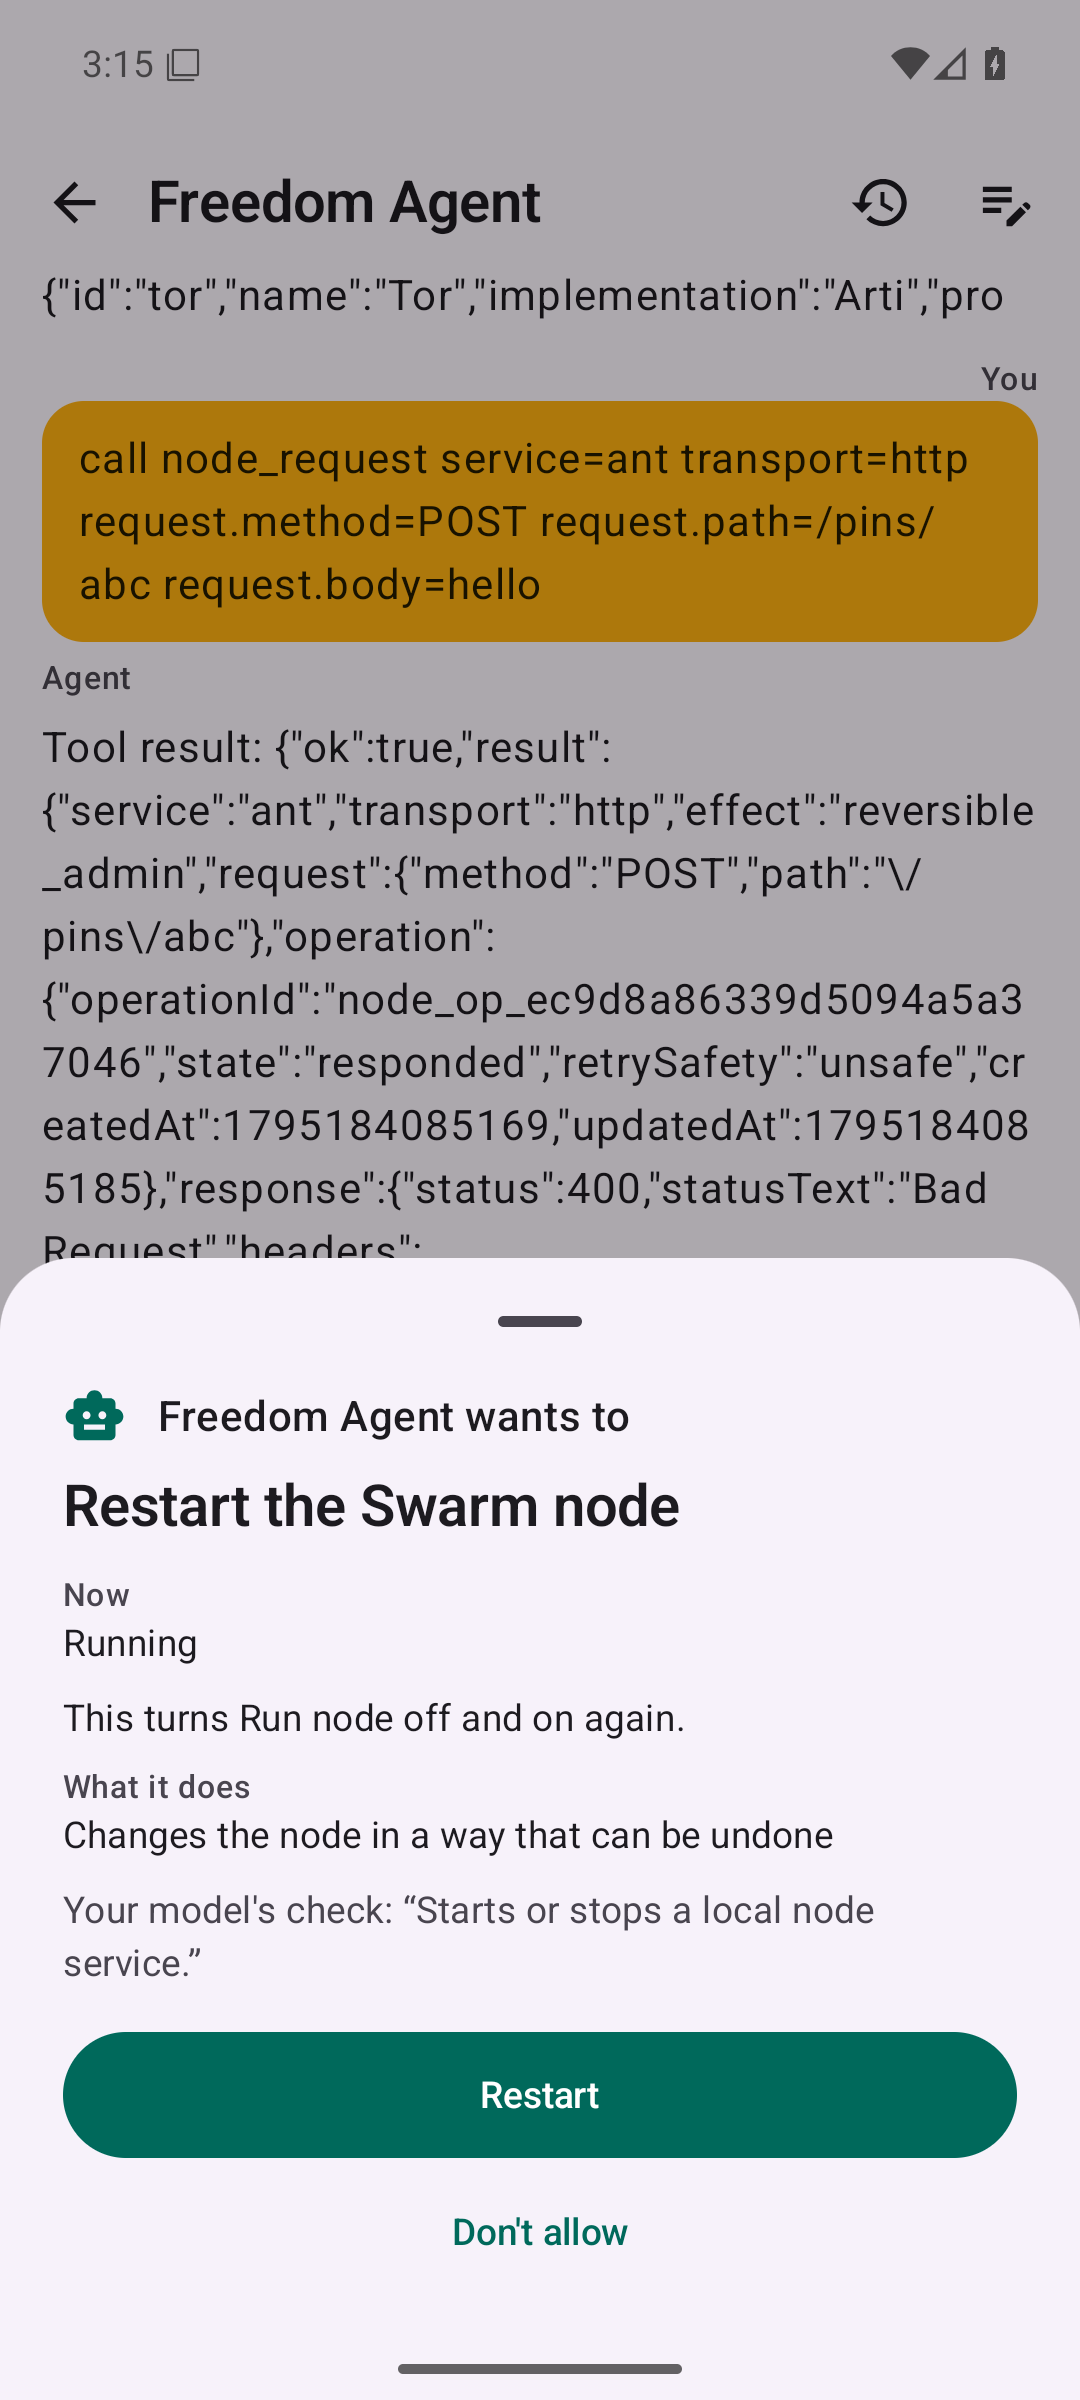 3:15
Freedom Agent
{"id":"tor","name":"Tor","implementation":"Arti","pro
You
call node_request service=ant transport=http
request.method=POST request.path=/pins/
abc request.body=hello
Agent
Tool result: {"ok":true,"result":
{"service":"ant","transport":"http","effect":"reversible
_admin","request":{"method":"POST","path":"\/
pins\/abc"},"operation":
{"operationId":"node_op_ec9d8a86339d5094a5a3
7046","state":"responded","retrySafety":"unsafe","cr
eatedAt":1795184085169,"updatedAt":179518408
5185},"response":{"status":400,"statusText":"Bad
Request","headers":
Freedom Agent wants to
Restart the Swarm node
Now
Running
This turns Run node off and on again.
What it does
Changes the node in a way that can be undone
Your model's check: “Starts or stops a local node
service.”
Restart
Don't allow